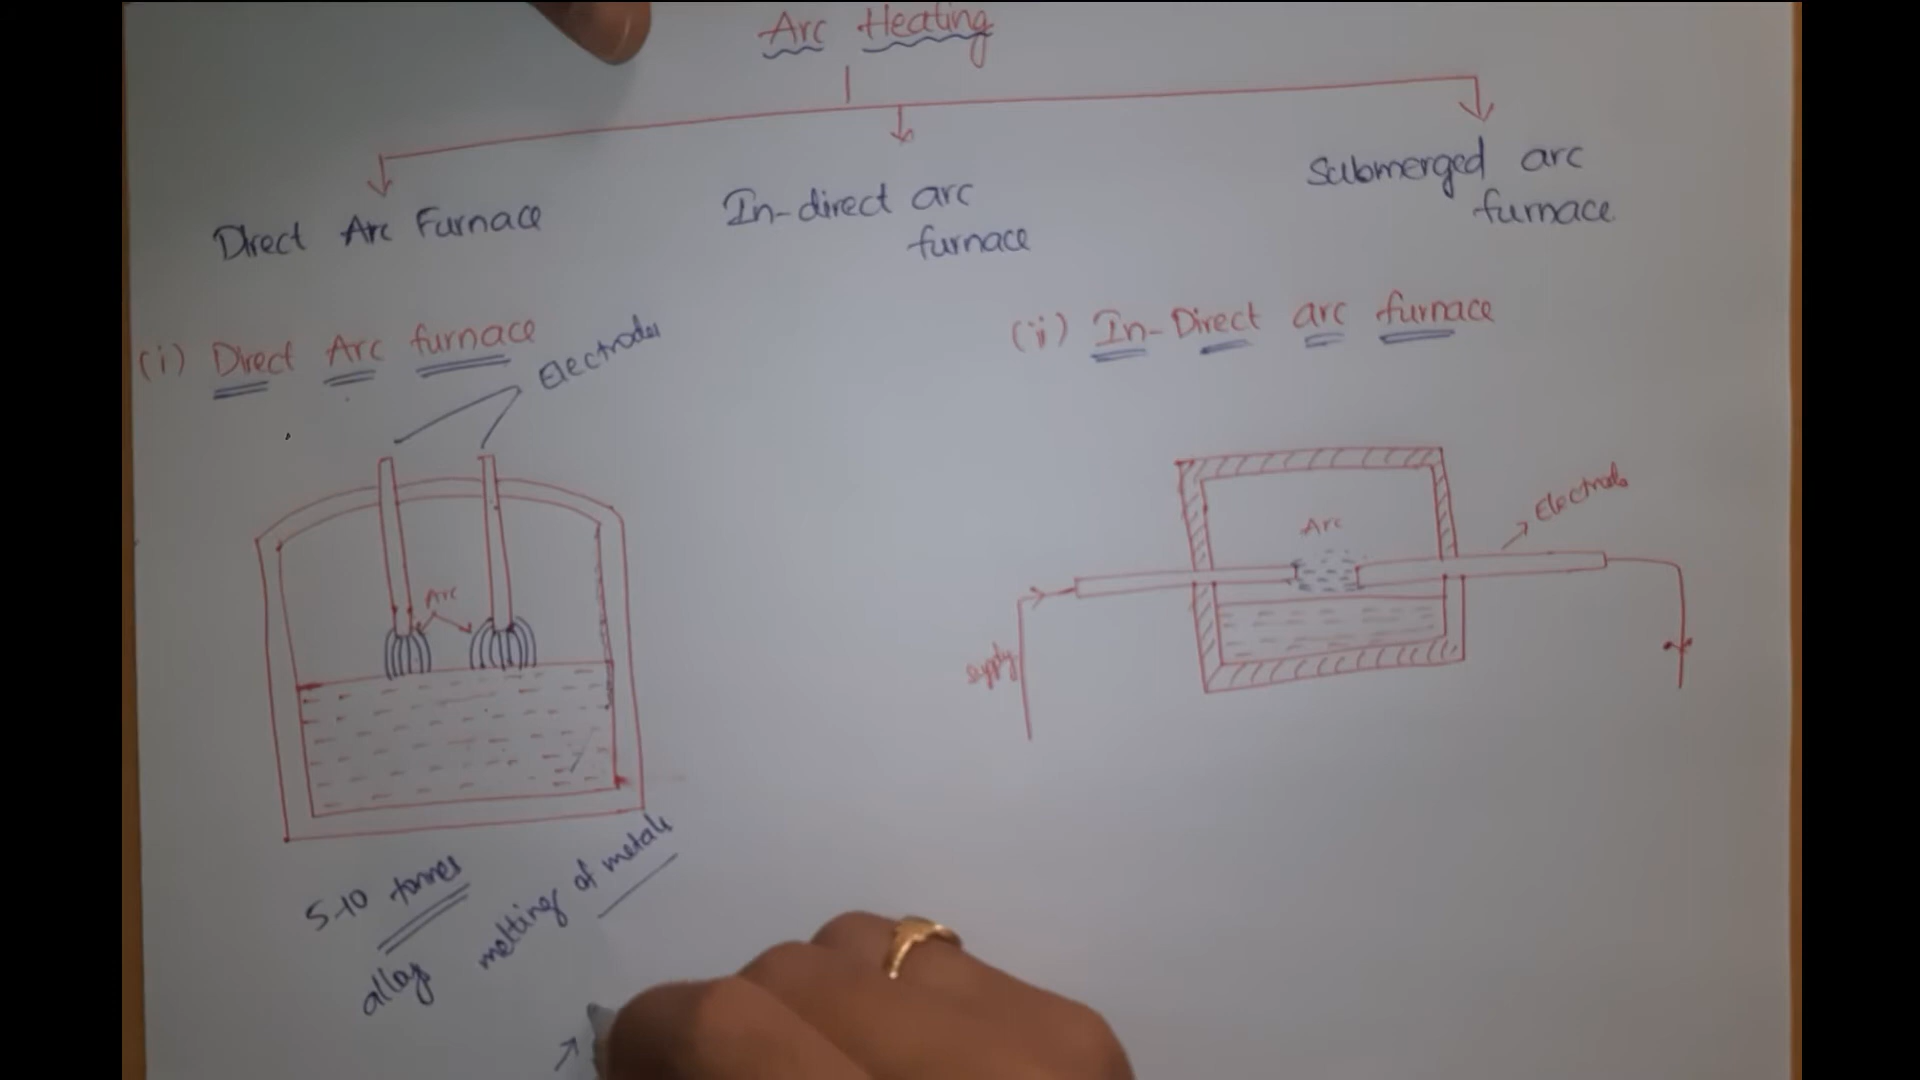 Arc Heating
Direct Arc Furnace
In-direct arc
furnace
Submerged arc
furnace
(i) Direct Arc furnace
Electrodes
Arc
5-10 tonnes
alloy
melting of metals
(ii) In-Direct arc furnace
Arc
Electrode
supply